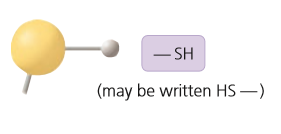 —SH
(may be written HS—)